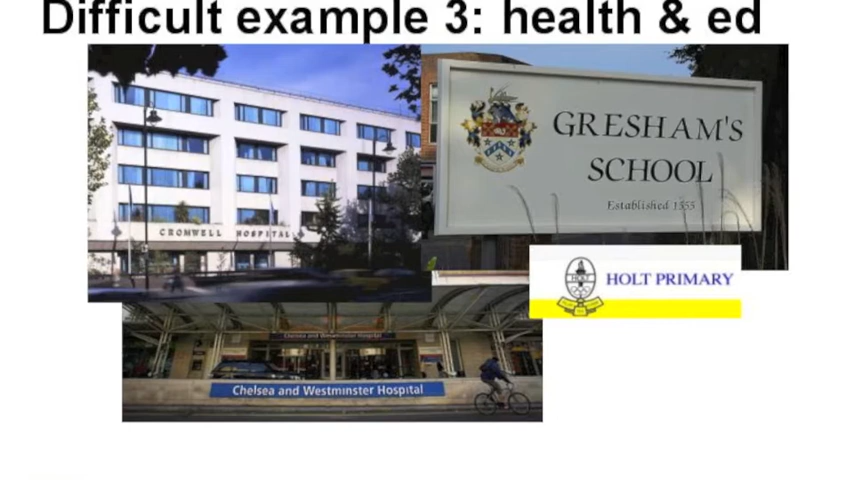 Difficult example 3: health & ed
CROMWELL HOSPITAL
GRESHAM'S
SCHOOL
Established 1555
HOLT
HOLT PRIMARY
Chelsea and Westminster Hospital
Chelsea and Westminster Hospital